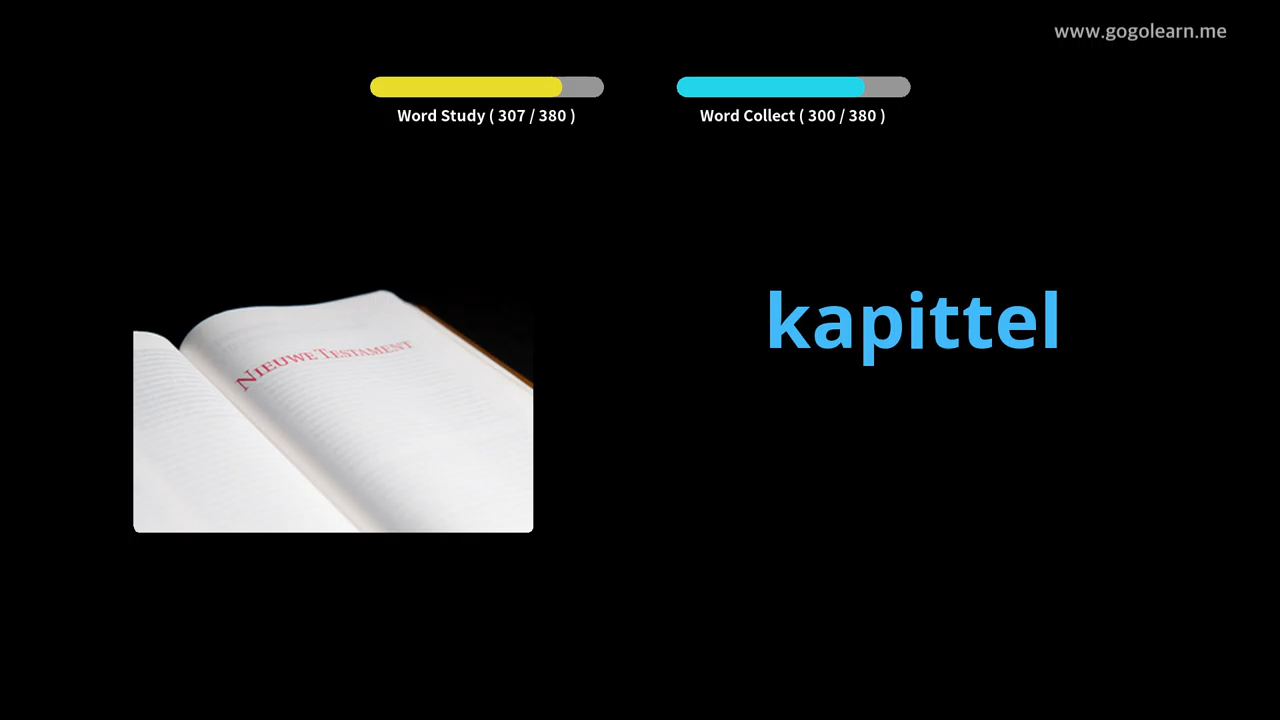 www.gogolearn.me
Word Study ( 307 / 380 )
Word Collect ( 300 / 380 )
kapittel
NIEUWE TESTAMENT